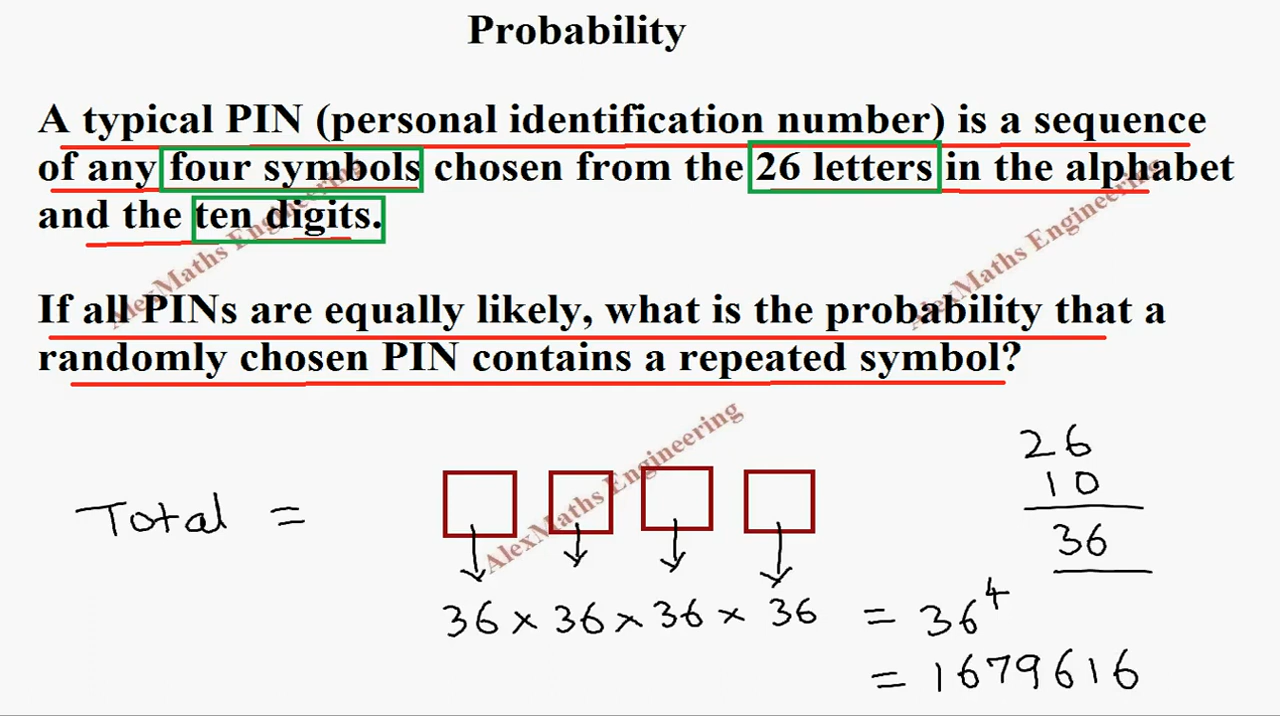 Probability
A typical PIN (personal identification number) is a sequence
of any four symbols chosen from the 26 letters in the alphabet
and the ten digits.
AlexMaths Engineering
AlexMaths Engineering
If all PINs are equally likely, what is the probability that a
randomly chosen PIN contains a repeated symbol?
AlexMaths Engineering
26
10
36
Total =
36 × 36 × 36 × 36 = 36⁴
= 1679616